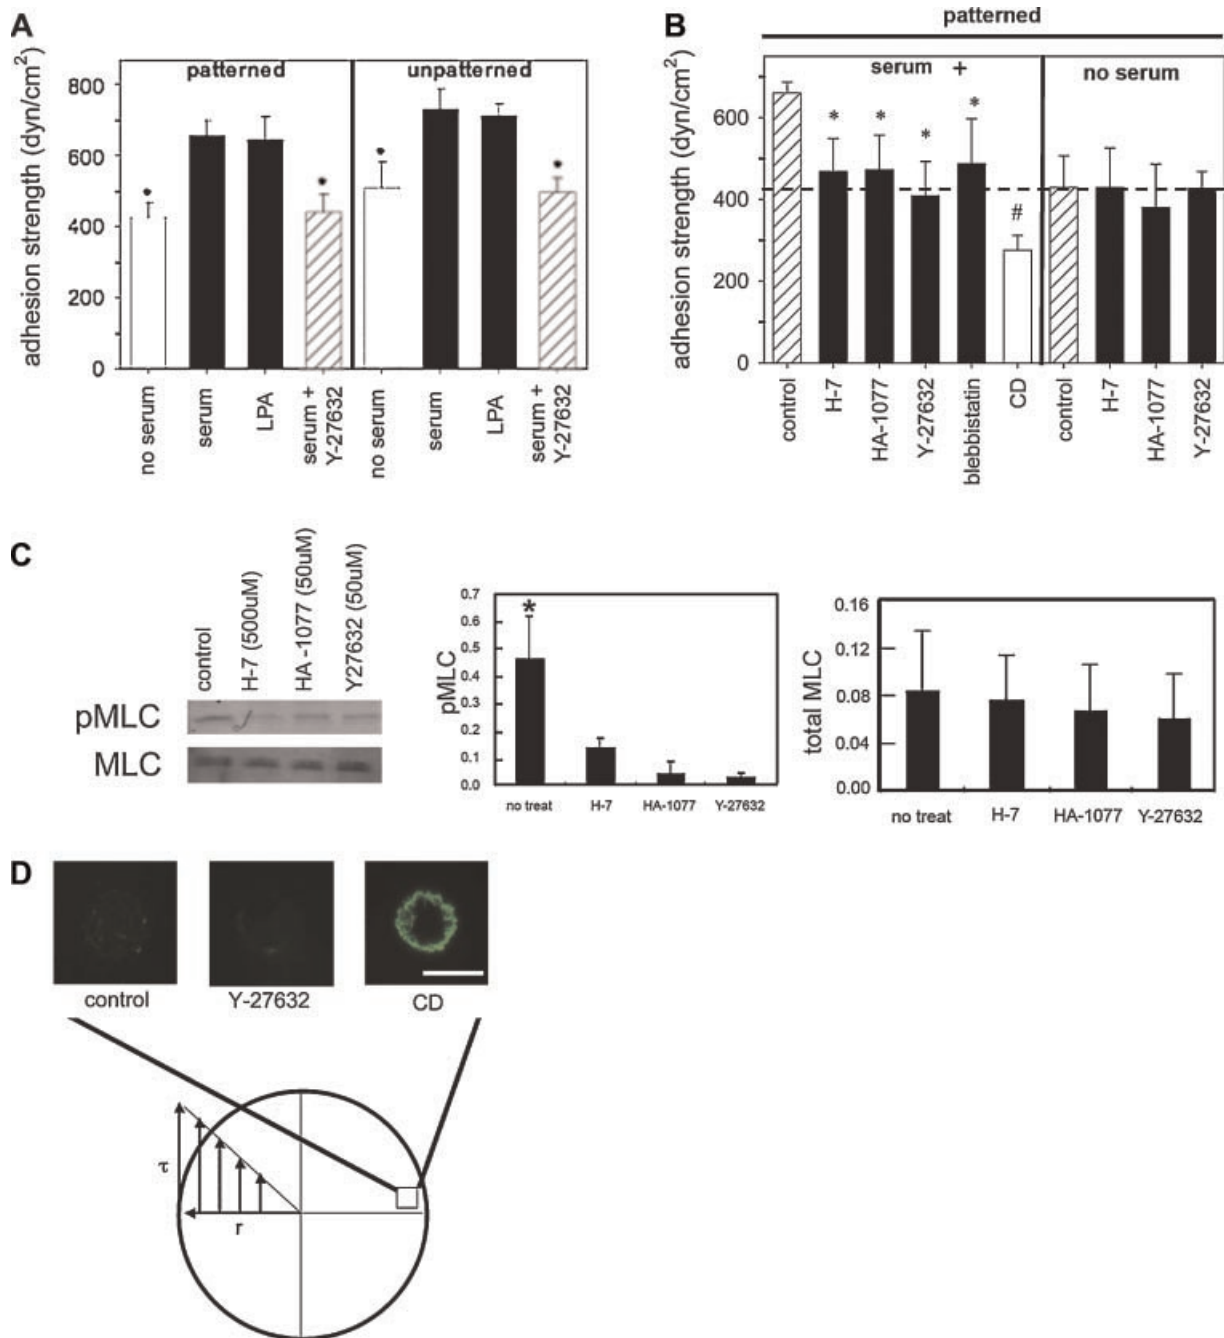 A
adhesion strength (dyn/cm²)
patterned
unpatterned
800
600
400
200
0
no serum
serum
LPA
serum +
Y-27632
no serum
serum
LPA
serum +
Y-27632
B
patterned
adhesion strength (dyn/cm²)
serum +
no serum
600
400
200
0
*
*
*
*
#
control
H-7
HA-1077
Y-27632
blebbistatin
CD
control
H-7
HA-1077
Y-27632
C
control
H-7 (500uM)
HA -1077 (50uM)
Y27632 (50uM)
pMLC
MLC
pMLC
0.7
0.6
0.5
0.4
0.3
0.2
0.1
0.0
*
no treat
H-7
HA-1077
Y-27632
total MLC
0.16
0.12
0.08
0.04
0.00
no treat
H-7
HA-1077
Y-27632
D
control
Y-27632
CD
τ
r